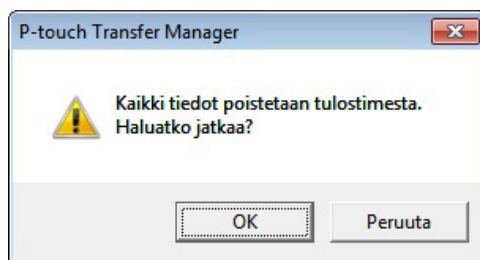 P-touch Transfer Manager
Kaikki tiedot poistetaan tulostimesta.
Haluatko jatkaa?
OK
Peruuta